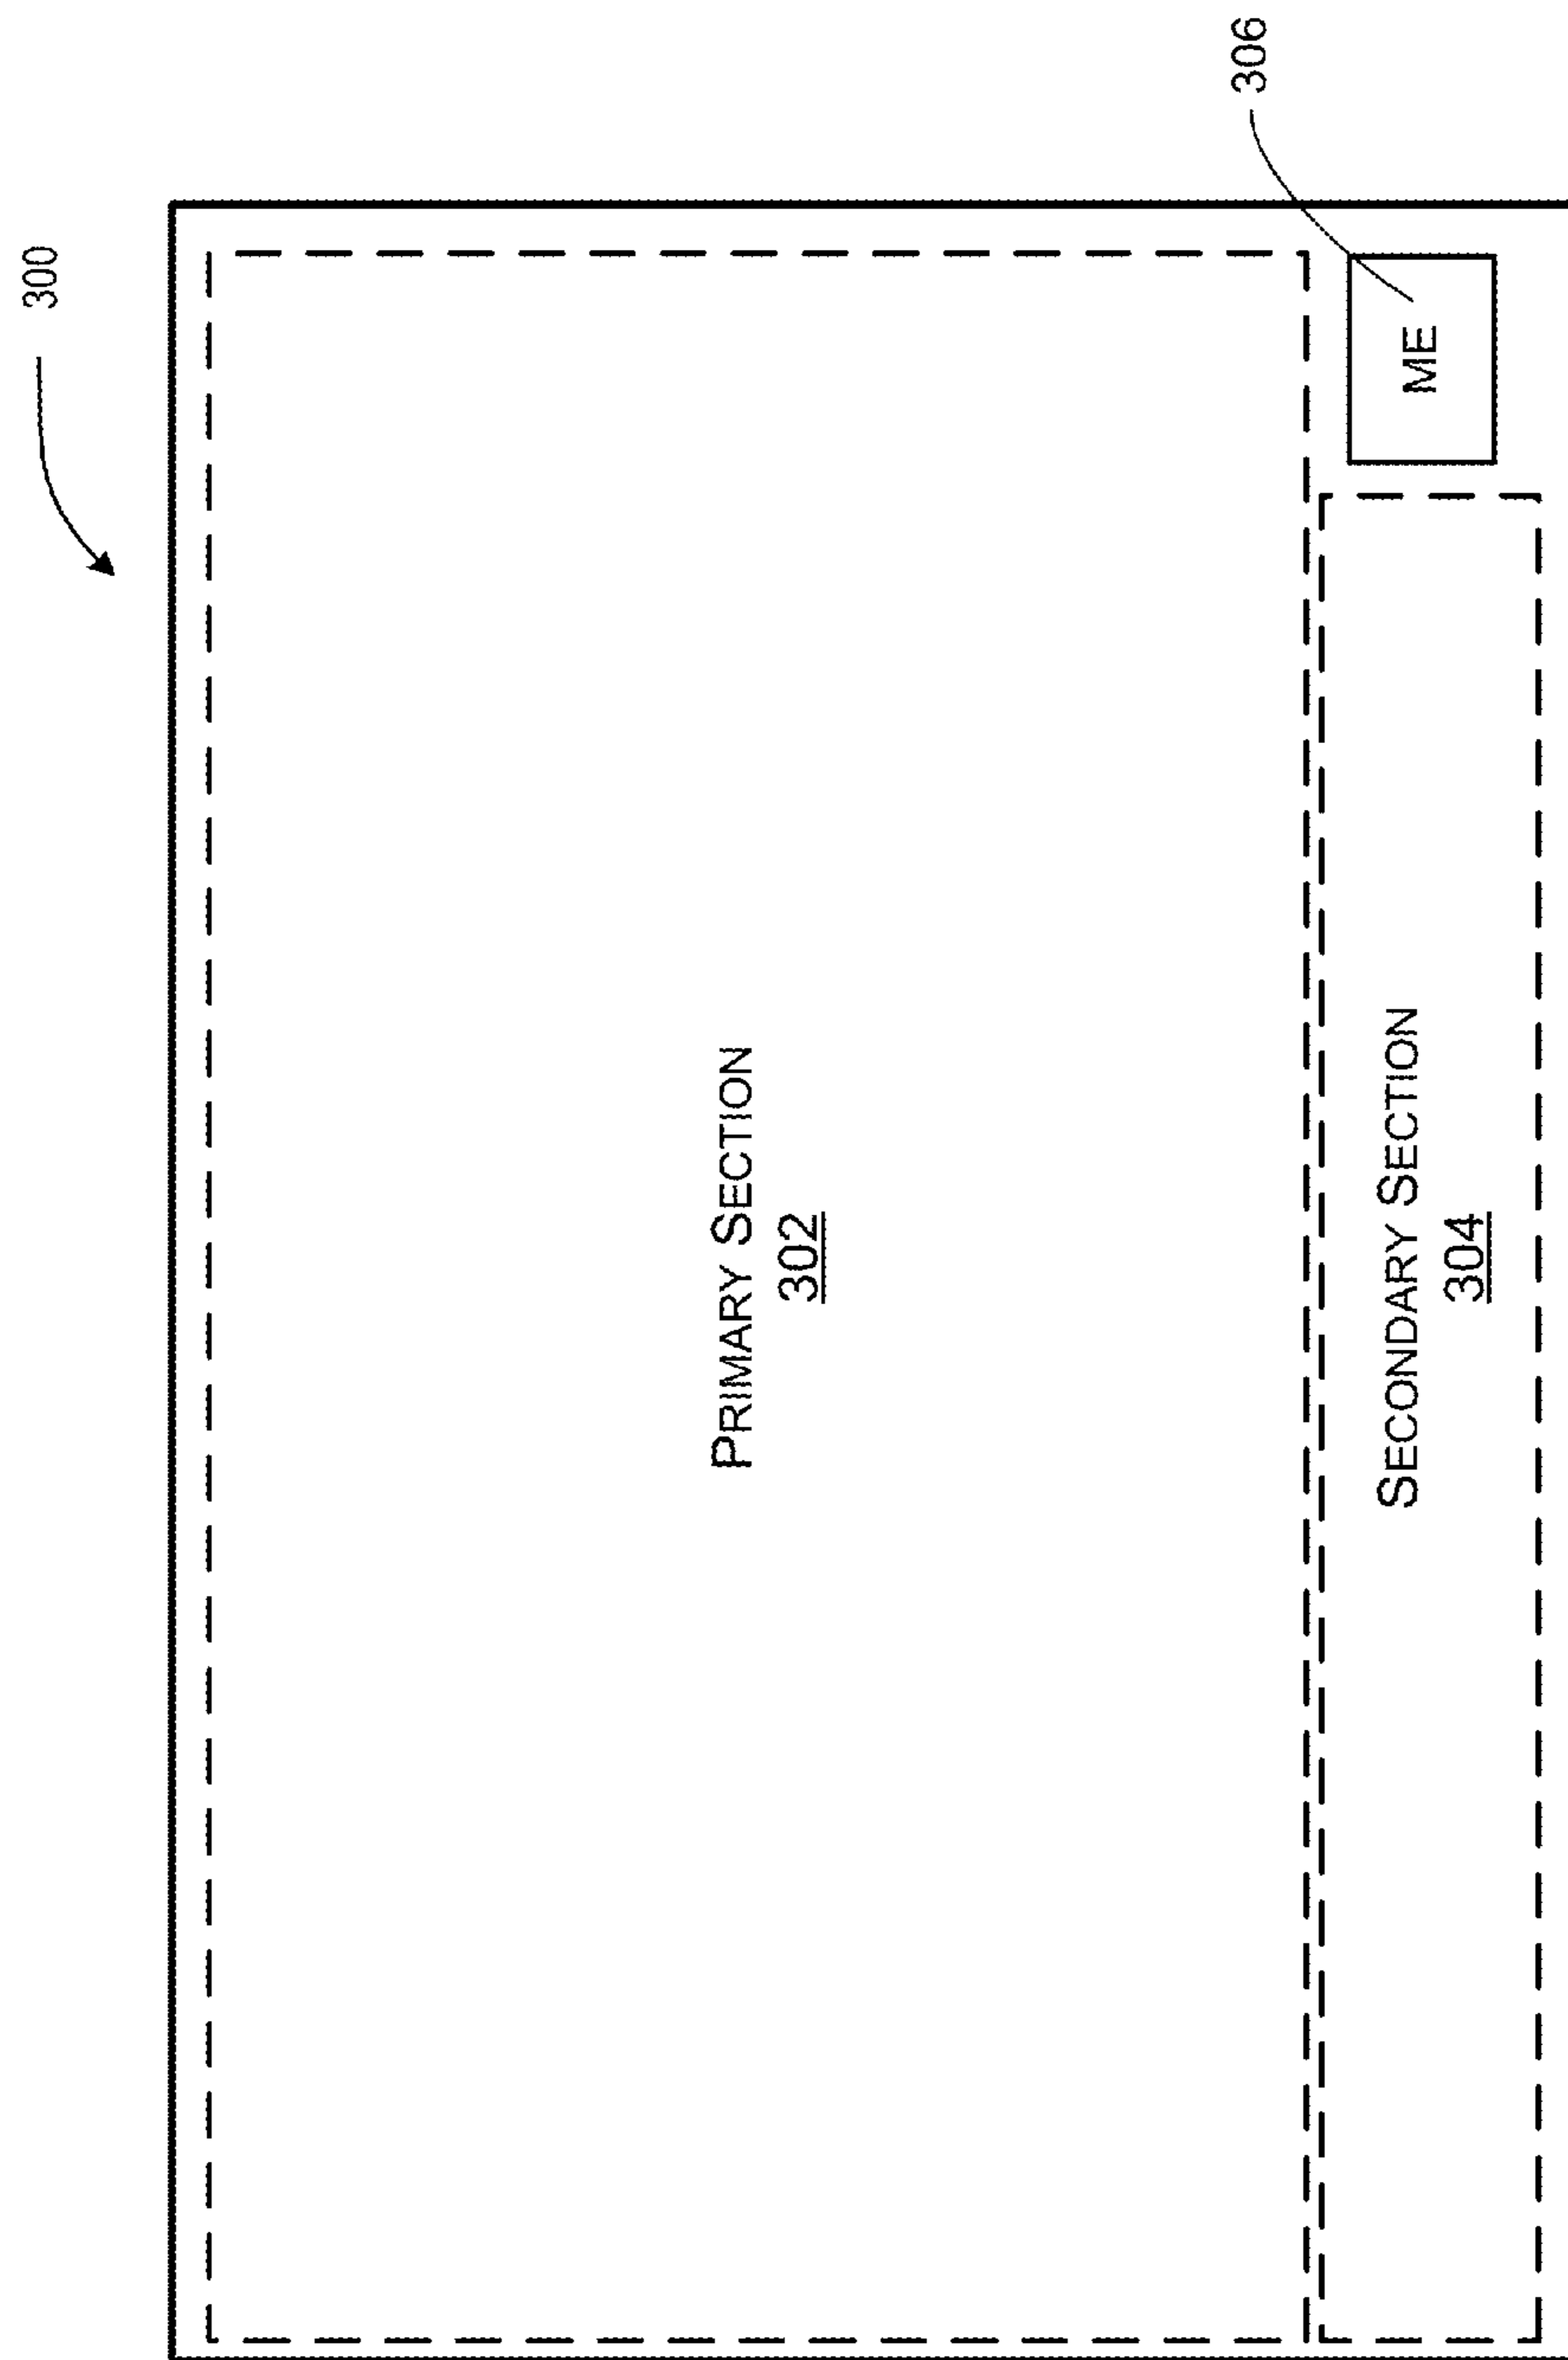 300
PRIMARY SECTION
302
306
ME
SECONDARY SECTION
304